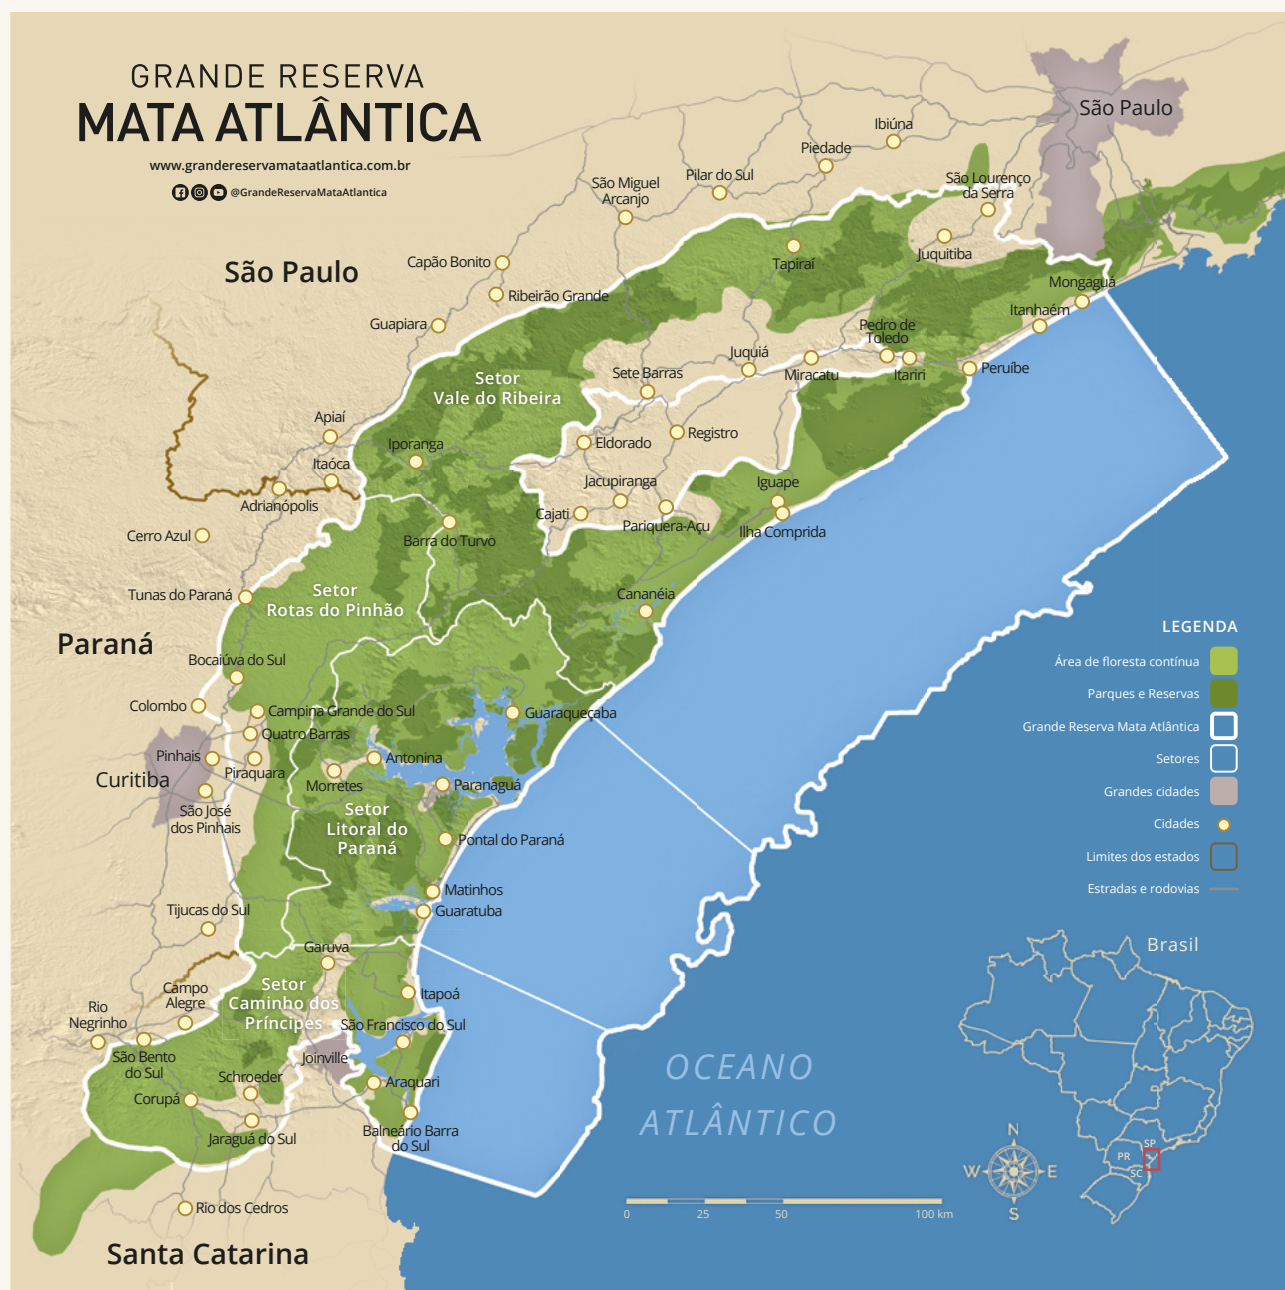 GRANDE RESERVA
MATA ATLÂNTICA
www.grandereservamataatlantica.com.br
@GrandeReservaMataAtlantica
São Paulo
Ibiúna
Piedade
Pilar do Sul
São Miguel
Arcanjo
São Lourenço
da Serra
Juquitiba
Tapiraí
São Paulo
Capão Bonito
Ribeirão Grande
Guapiara
Mongaguá
Itanhaém
Pedro de
Toledo
Juquiá
Miracatu
Itariri
Peruíbe
Sete Barras
Setor
Vale do Ribeira
Apiaí
Iporanga
Eldorado
Registro
Itaóca
Adrianópolis
Jacupiranga
Iguape
Cajati
Pariquera-Açu
Ilha Comprida
Cerro Azul
Barra do Turvo
Tunas do Paraná
Setor
Rotas do Pinhão
Cananéia
Paraná
Bocaiúva do Sul
Colombo
Campina Grande do Sul
Guaraqueçaba
Quatro Barras
Pinhais
Antonina
Curitiba
Piraquara
Morretes
Paranaguá
São José
dos Pinhais
Setor
Litoral do
Paraná
Pontal do Paraná
Matinhos
Guaratuba
Tijucas do Sul
Garuva
Setor
Caminho dos
Príncipes
Campo
Alegre
Itapoá
Rio
Negrinho
São Francisco do Sul
São Bento
do Sul
Joinville
Schroeder
Araquari
Corupá
Jaraguá do Sul
Balneário Barra
do Sul
Rio dos Cedros
Santa Catarina
OCEANO
ATLÂNTICO
LEGENDA
Área de floresta contínua
Parques e Reservas
Grande Reserva Mata Atlântica
Setores
Grandes cidades
Cidades
Limites dos estados
Estradas e rodovias
Brasil
SP
PR
SC
N
W
E
S
0 25 50 100 km